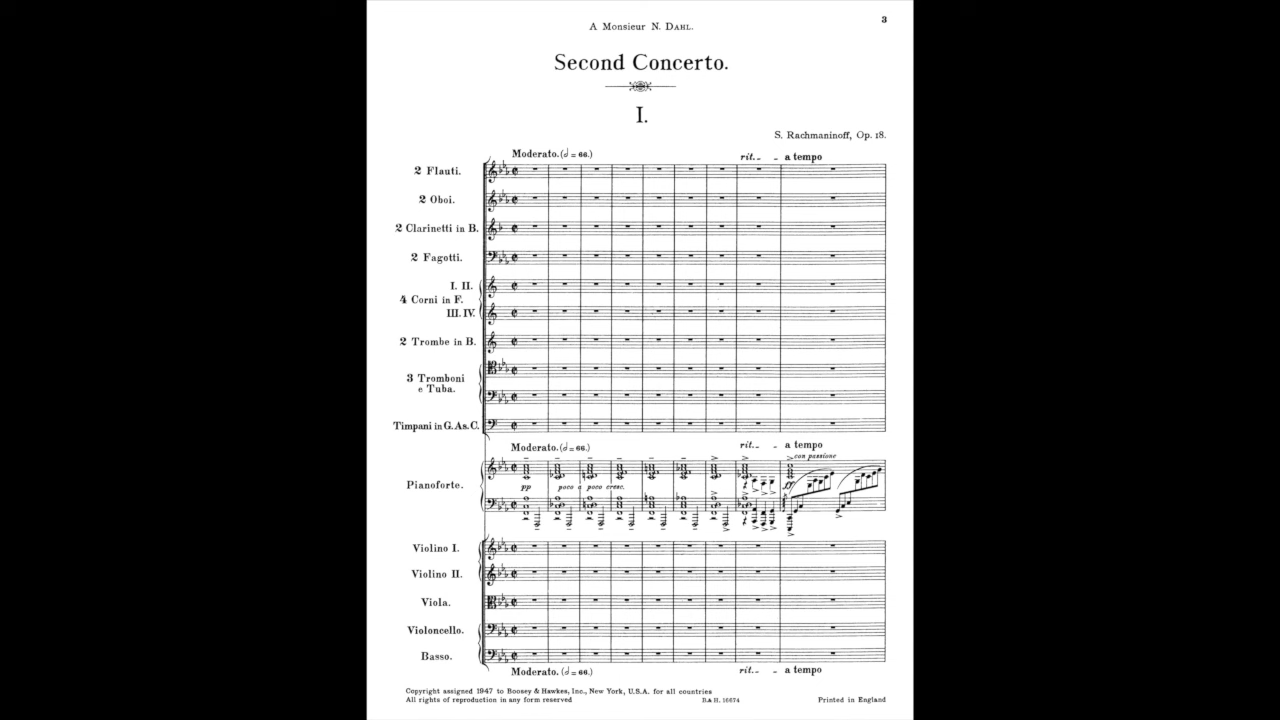 3
A Monsieur N. DAHL.
Second Concerto.
I.
S. Rachmaninoff, Op. 18.
Moderato. (𝅗𝅥 = 66.) rit. - - a tempo
2 Flauti.
2 Oboi.
2 Clarinetti in B.
2 Fagotti.
I. II.
4 Corni in F.
III. IV.
2 Trombe in B.
3 Tromboni
e Tuba.
Timpani in G. As. C.
Moderato. (𝅗𝅥 = 66.) rit. - - a tempo
con passione
Pianoforte.
pp poco a poco cresc. ff
Violino I.
Violino II.
Viola.
Violoncello.
Basso.
Moderato. (𝅗𝅥 = 66.) rit. - - a tempo
Copyright assigned 1947 to Boosey & Hawkes, Inc., New York, U.S.A. for all countries
All rights of reproduction in any form reserved B.& H. 16674 Printed in England